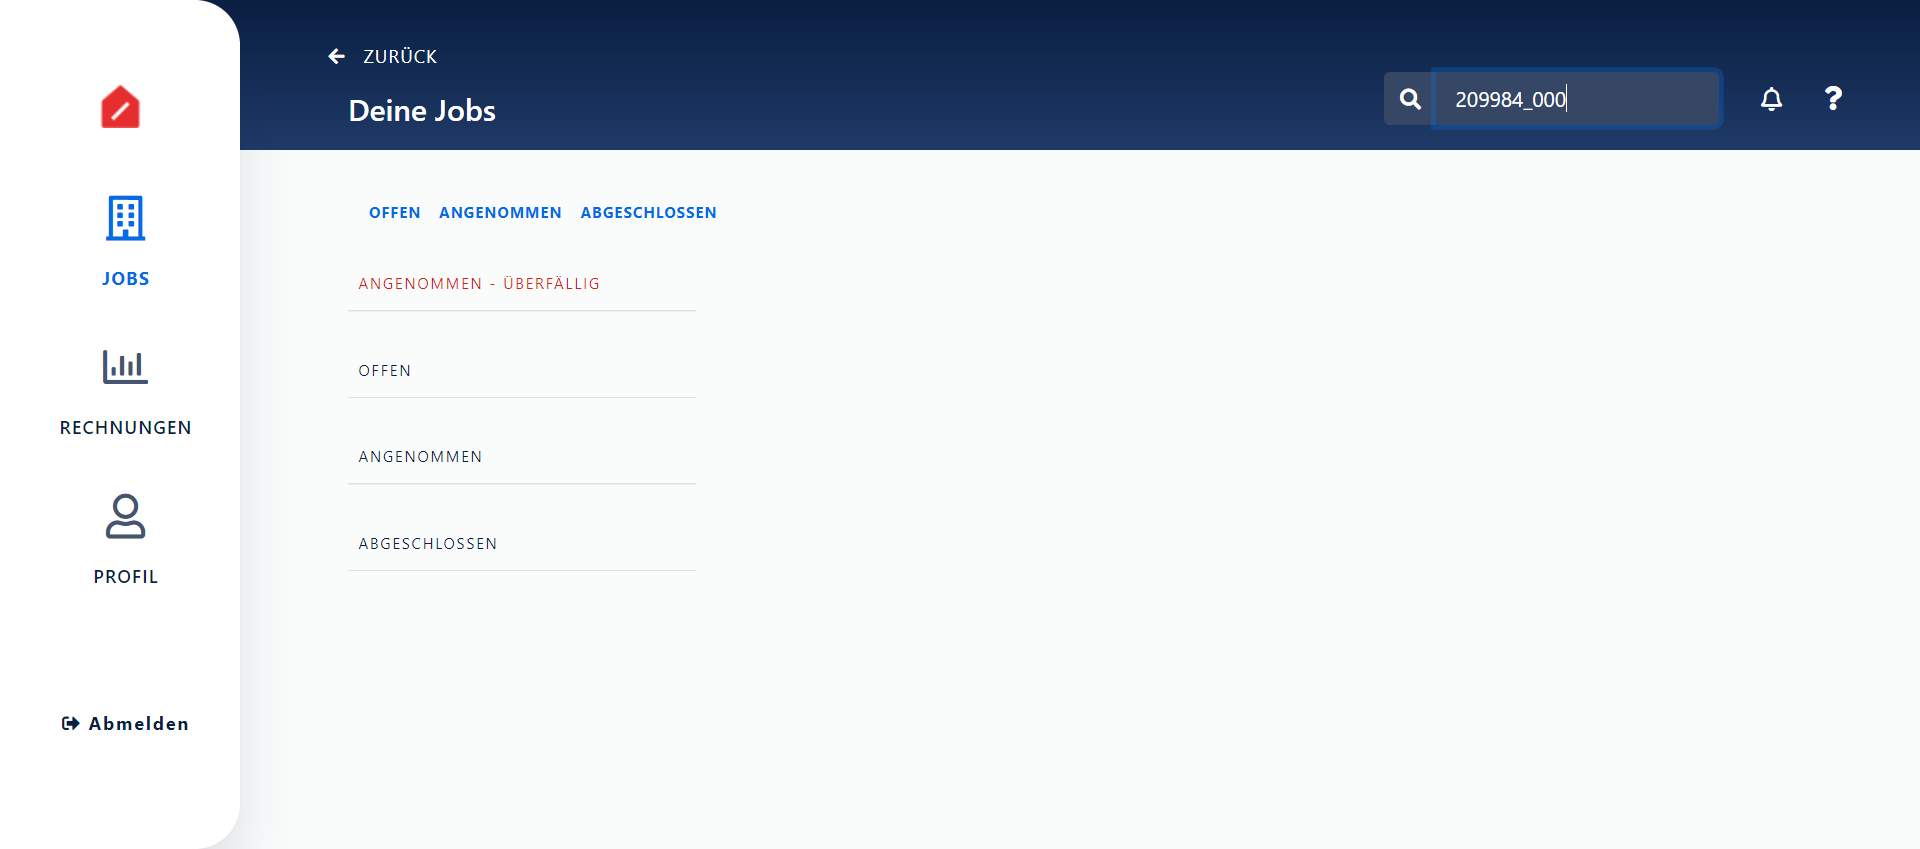 ZURÜCK
Deine Jobs
209984_000
?
JOBS
RECHNUNGEN
PROFIL
Abmelden
OFFEN ANGENOMMEN ABGESCHLOSSEN
ANGENOMMEN - ÜBERFÄLLIG
OFFEN
ANGENOMMEN
ABGESCHLOSSEN